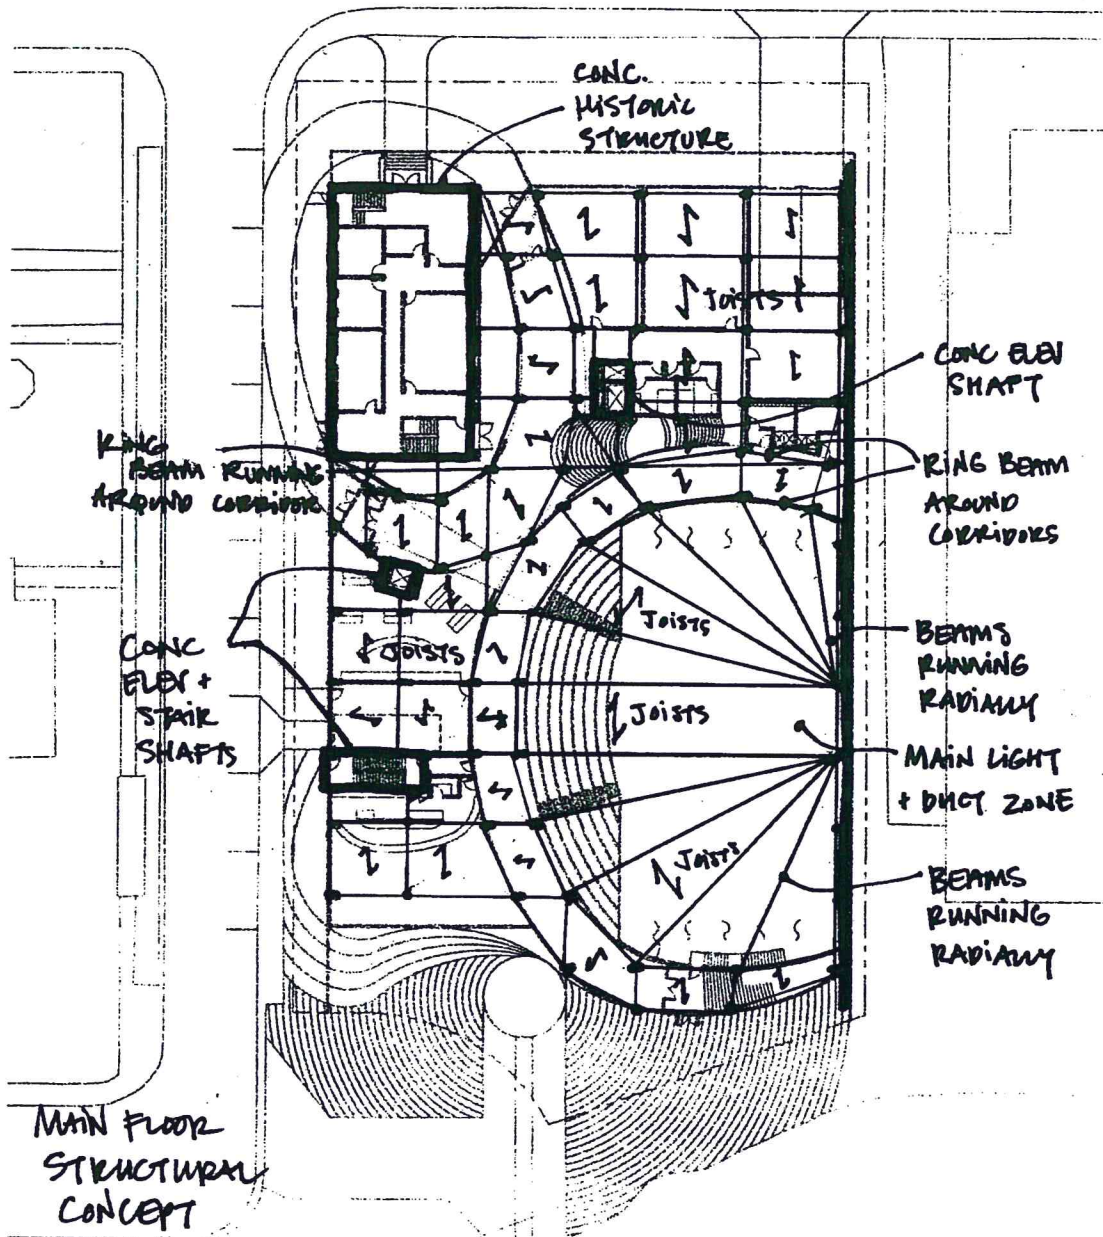 CONC.
HISTORIC
STRUCTURE
JOISTS
CONC ELEV
SHAFT
RING
BEAM RUNNING
AROUND CORRIDOR
RING BEAM
AROUND
CORRIDORS
JOISTS
JOISTS
CONC
ELEV +
STAIR
SHAFTS
BEAMS
RUNNING
RADIALLY
JOISTS
MAIN LIGHT
+ DUCT ZONE
JOISTS
BEAMS
RUNNING
RADIALLY
MAIN FLOOR
STRUCTURAL
CONCEPT